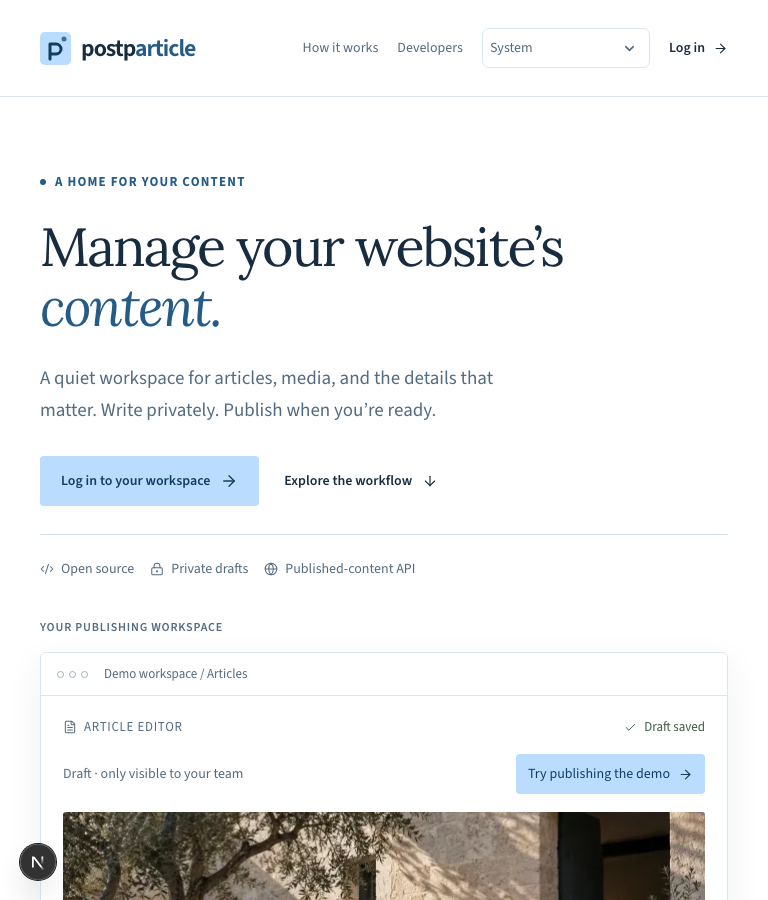 postparticle
How it works
Developers
System
Log in
A HOME FOR YOUR CONTENT
Manage your website’s
content.
A quiet workspace for articles, media, and the details that
matter. Write privately. Publish when you’re ready.
Log in to your workspace
Explore the workflow
Open source
Private drafts
Published-content API
YOUR PUBLISHING WORKSPACE
Demo workspace / Articles
ARTICLE EDITOR
Draft saved
Draft · only visible to your team
Try publishing the demo
N